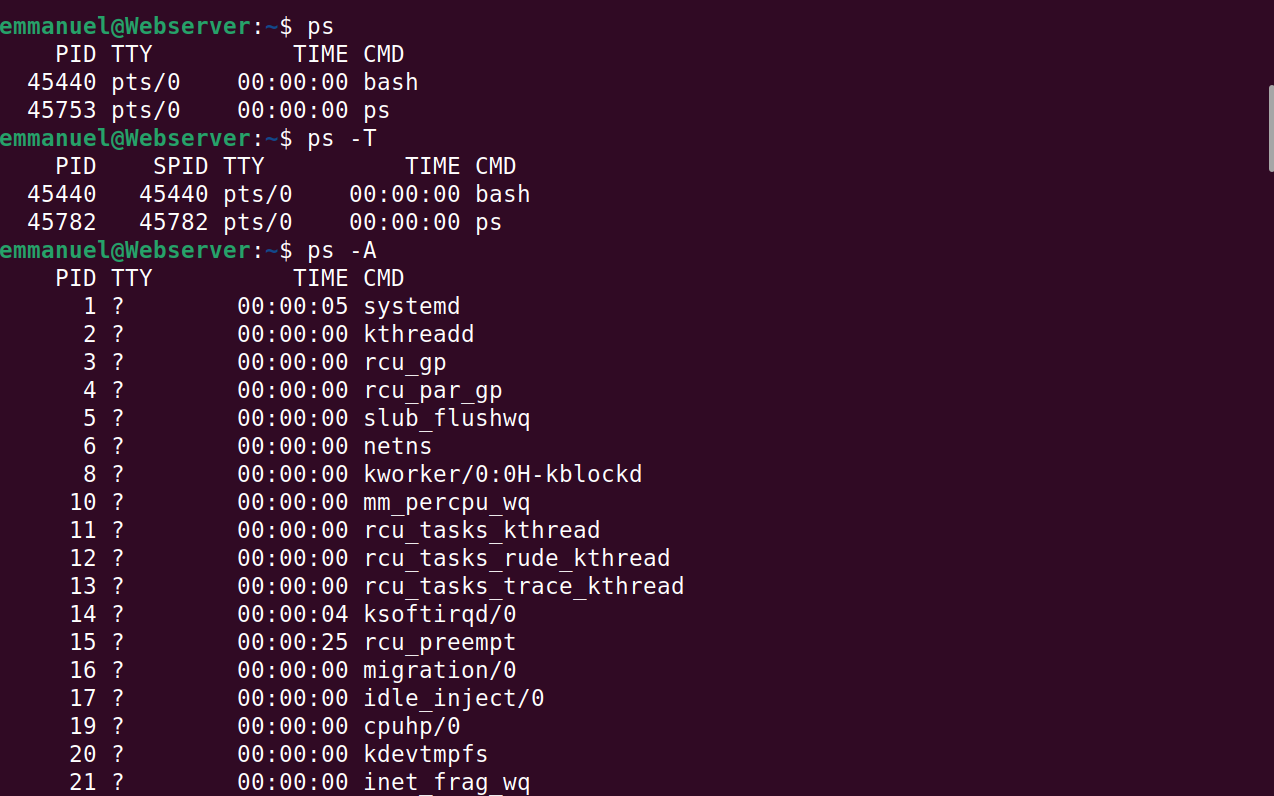 emmanuel@Webserver:~$ ps
    PID TTY          TIME CMD
  45440 pts/0    00:00:00 bash
  45753 pts/0    00:00:00 ps
emmanuel@Webserver:~$ ps -T
    PID    SPID TTY          TIME CMD
  45440   45440 pts/0    00:00:00 bash
  45782   45782 pts/0    00:00:00 ps
emmanuel@Webserver:~$ ps -A
    PID TTY          TIME CMD
      1 ?        00:00:05 systemd
      2 ?        00:00:00 kthreadd
      3 ?        00:00:00 rcu_gp
      4 ?        00:00:00 rcu_par_gp
      5 ?        00:00:00 slub_flushwq
      6 ?        00:00:00 netns
      8 ?        00:00:00 kworker/0:0H-kblockd
     10 ?        00:00:00 mm_percpu_wq
     11 ?        00:00:00 rcu_tasks_kthread
     12 ?        00:00:00 rcu_tasks_rude_kthread
     13 ?        00:00:00 rcu_tasks_trace_kthread
     14 ?        00:00:04 ksoftirqd/0
     15 ?        00:00:25 rcu_preempt
     16 ?        00:00:00 migration/0
     17 ?        00:00:00 idle_inject/0
     19 ?        00:00:00 cpuhp/0
     20 ?        00:00:00 kdevtmpfs
     21 ?        00:00:00 inet_frag_wq